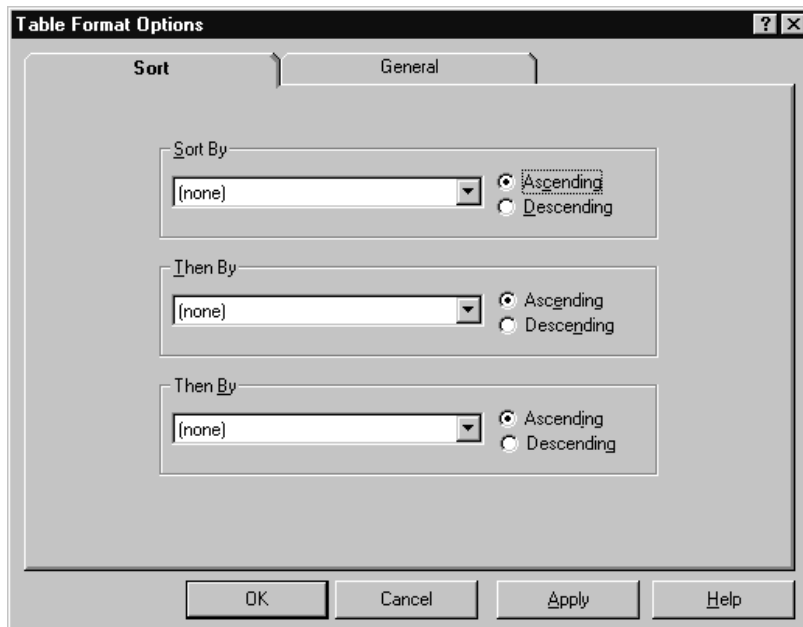 Table Format Options
Sort General
Sort By
(none)
Ascending
Descending
Then By
(none)
Ascending
Descending
Then By
(none)
Ascending
Descending
OK Cancel Apply Help